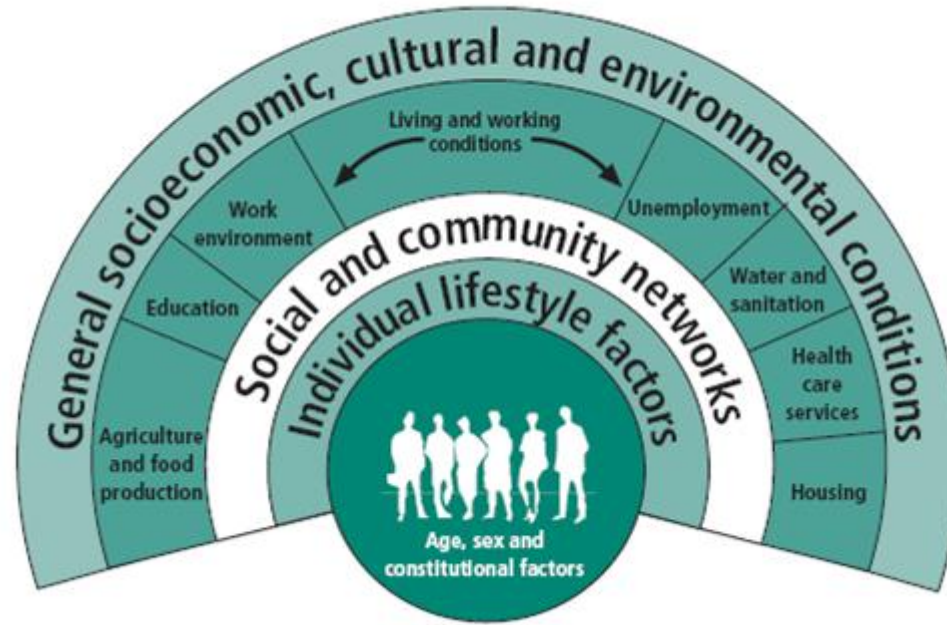 General socioeconomic, cultural and environmental conditions
Living and working
conditions
Work
environment
Unemployment
Education
Water and
sanitation
Agriculture
and food
production
Health
care
services
Housing
Social and community networks
Individual lifestyle factors
Age, sex and
constitutional factors